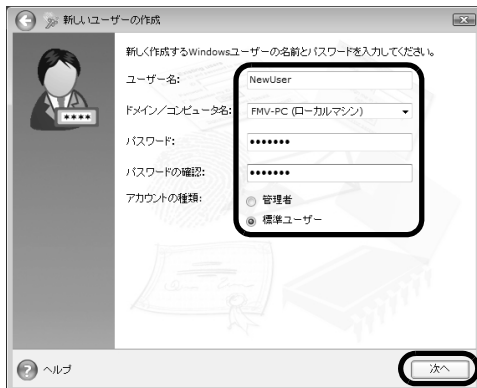 新しいユーザーの作成
新しく作成するWindowsユーザーの名前とパスワードを入力してください。
ユーザー名: NewUser
ドメイン/コンピュータ名: FMV-PC (ローカルマシン)
パスワード: •••••••
パスワードの確認: •••••••
アカウントの種類: 管理者
標準ユーザー
****
? ヘルプ
次へ